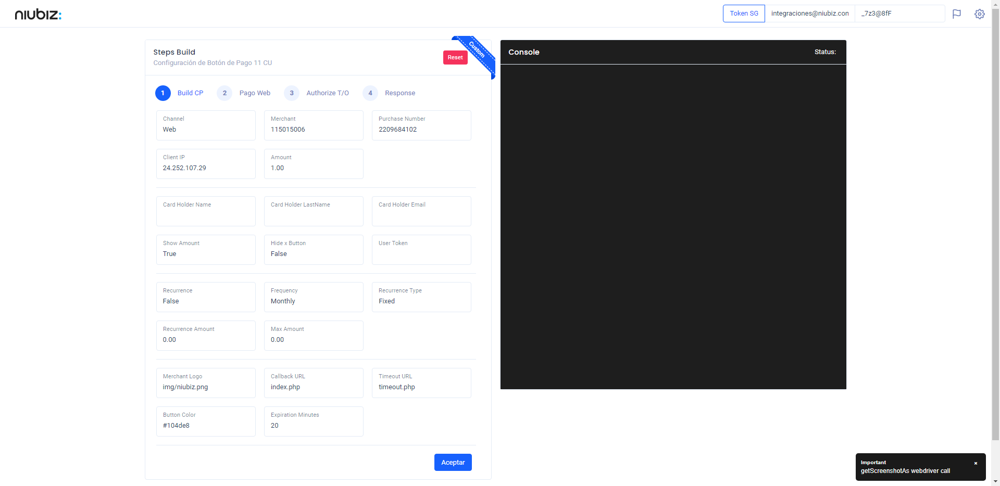 niubiz:
Token SG
integraciones@niubiz.con
_7z3@8fF
Steps Build
Configuración de Botón de Pago 11 CU
Reset
Custom
1 Build CP
2 Pago Web
3 Authorize T/O
4 Response
Channel
Web
Merchant
115015006
Purchase Number
2209684102
Client IP
24.252.107.29
Amount
1.00
Card Holder Name
Card Holder LastName
Card Holder Email
Show Amount
True
Hide x Button
False
User Token
Recurrence
False
Frequency
Monthly
Recurrence Type
Fixed
Recurrence Amount
0.00
Max Amount
0.00
Merchant Logo
img/niubiz.png
Callback URL
index.php
Timeout URL
timeout.php
Button Color
#104de8
Expiration Minutes
20
Aceptar
Console
Status:
Important
×
getScreenshotAs webdriver call